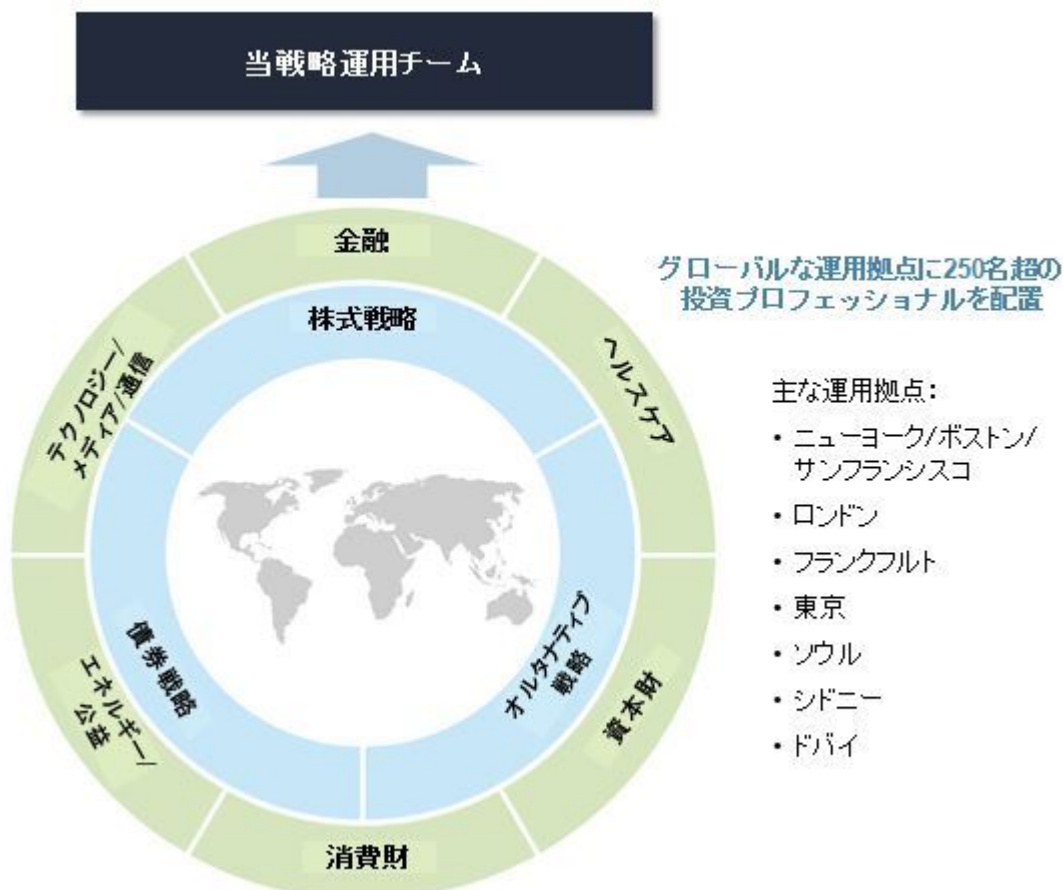 当戦略運用チーム
金融
株式戦略
グローバルな運用拠点に250名超の
投資プロフェッショナルを配置
テクノロジー/
メディア/通信
ヘルスケア
主な運用拠点：
・ニューヨーク/ボストン/
サンフランシスコ
・ロンドン
・フランクフルト
・東京
・ソウル
・シドニー
・ドバイ
債券戦略
オルタナティブ
戦略
エネルギー/
公益
資本財
消費財